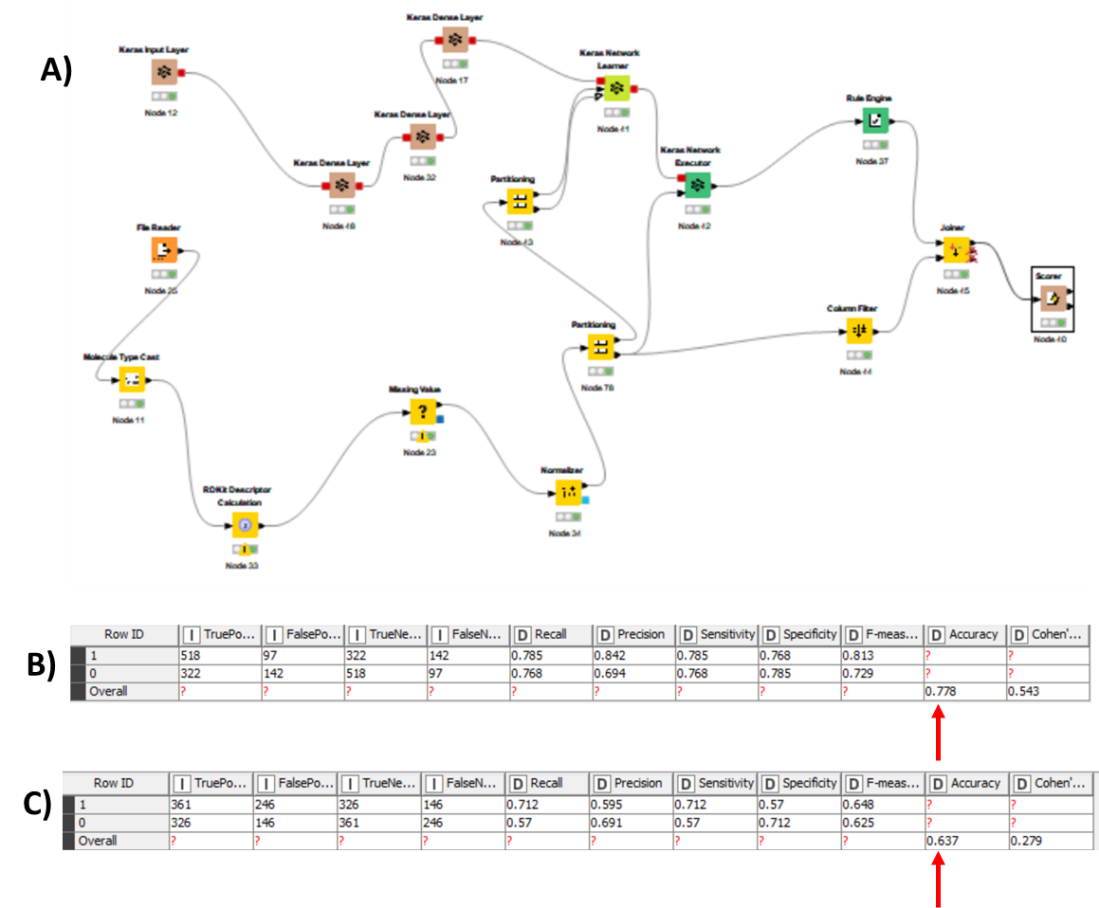 A)
Keras Input Layer
Node 12
Keras Dense Layer
Node 48
Keras Dense Layer
Node 32
Keras Dense Layer
Node 17
Keras Network
Learner
Node 41
Partitioning
Node 43
Keras Network
Executor
Node 42
Rule Engine
Node 37
File Reader
Node 25
Molecule Type Cast
Node 11
RDKit Descriptor
Calculation
Node 33
Missing Value
Node 23
Normalizer
Node 34
Partitioning
Node 78
Column Filter
Node 44
Joiner
Node 45
Scorer
Node 40
B)
Row ID I TruePo... I FalsePo... I TrueNe... I FalseN... D Recall D Precision D Sensitivity D Specificity D F-meas... D Accuracy D Cohen'...
1 518 97 322 142 0.785 0.842 0.785 0.768 0.813 ? ?
0 322 142 518 97 0.768 0.694 0.768 0.785 0.729 ? ?
Overall ? ? ? ? ? ? ? ? ? 0.778 0.543
C)
Row ID I TruePo... I FalsePo... I TrueNe... I FalseN... D Recall D Precision D Sensitivity D Specificity D F-meas... D Accuracy D Cohen'...
1 361 246 326 146 0.712 0.595 0.712 0.57 0.648 ? ?
0 326 146 361 246 0.57 0.691 0.57 0.712 0.625 ? ?
Overall ? ? ? ? ? ? ? ? ? 0.637 0.279